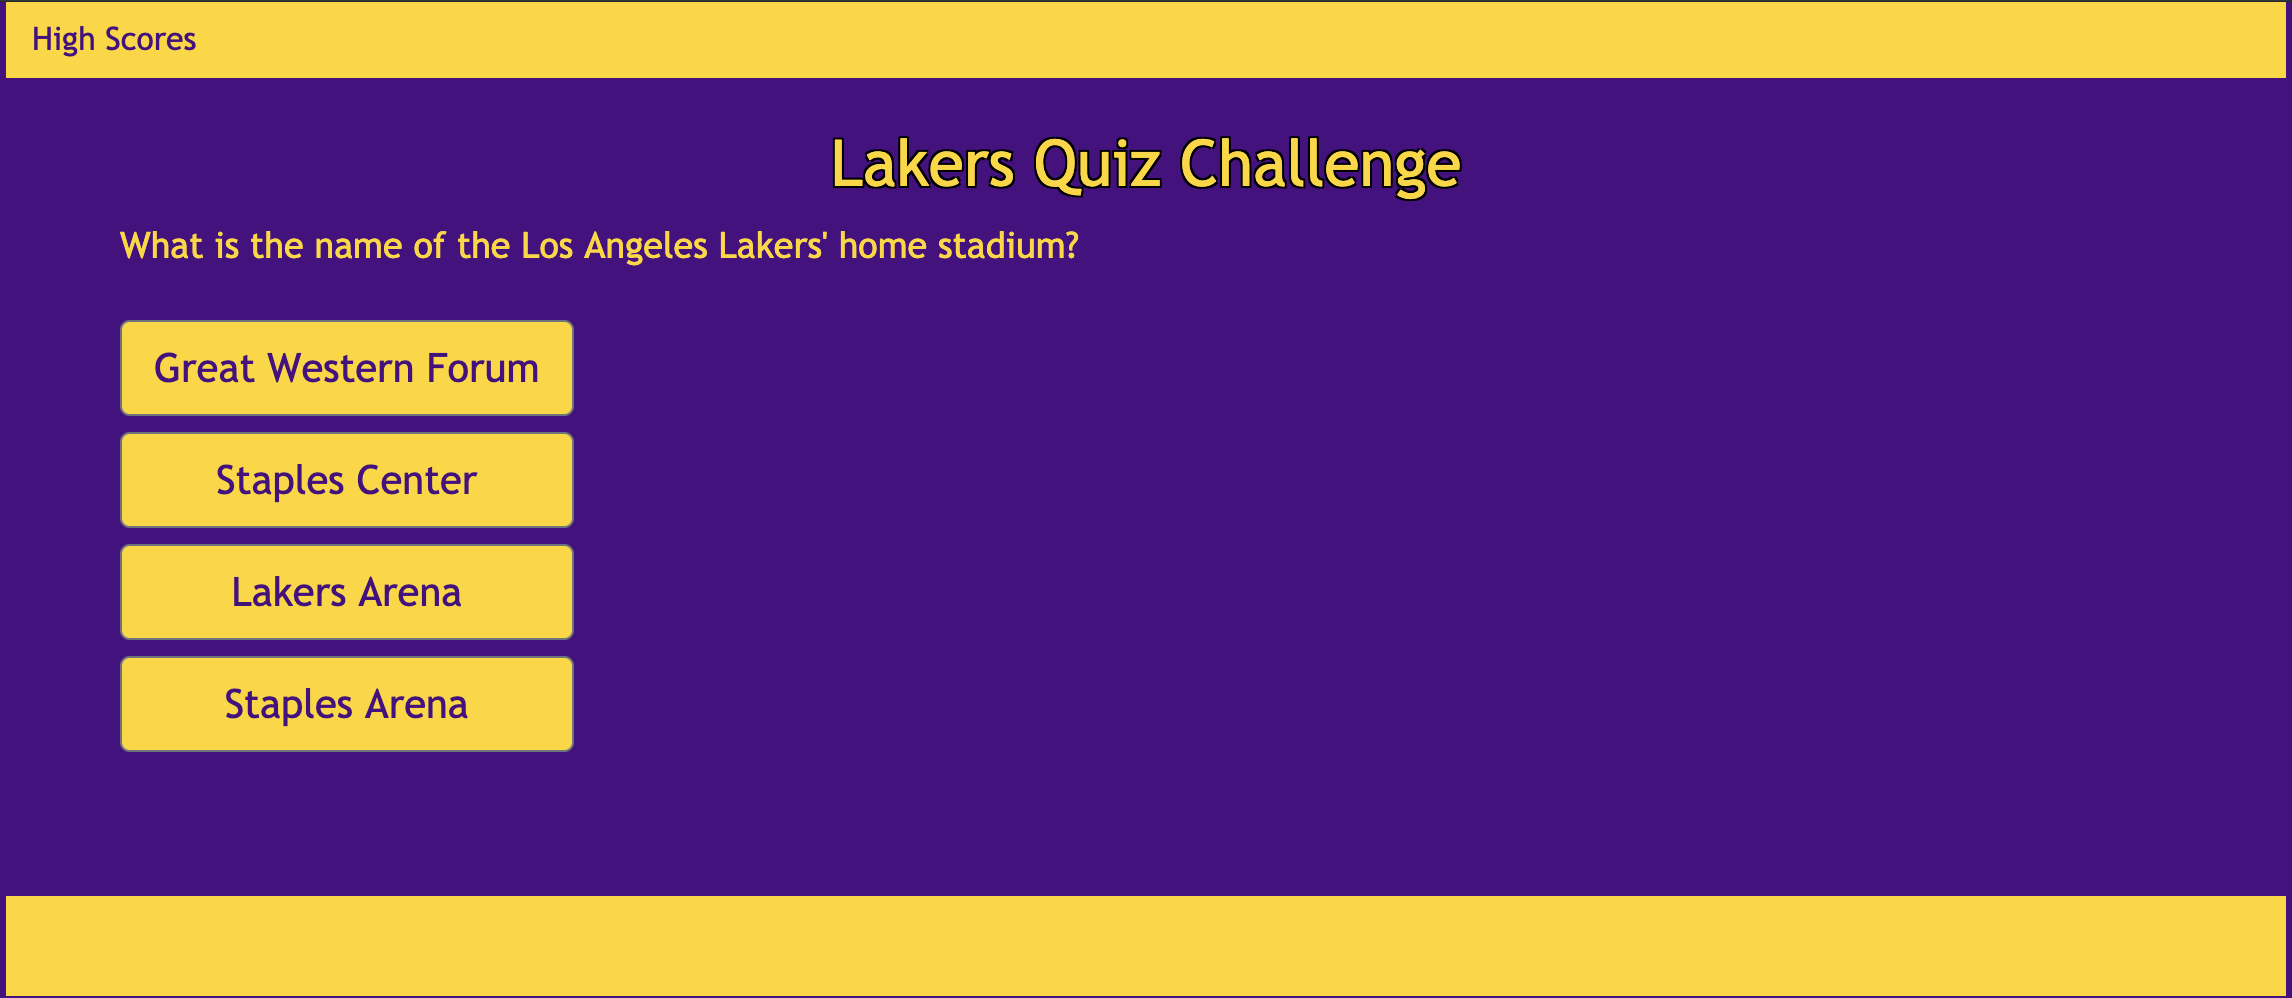 High Scores
Lakers Quiz Challenge
What is the name of the Los Angeles Lakers' home stadium?
Great Western Forum
Staples Center
Lakers Arena
Staples Arena